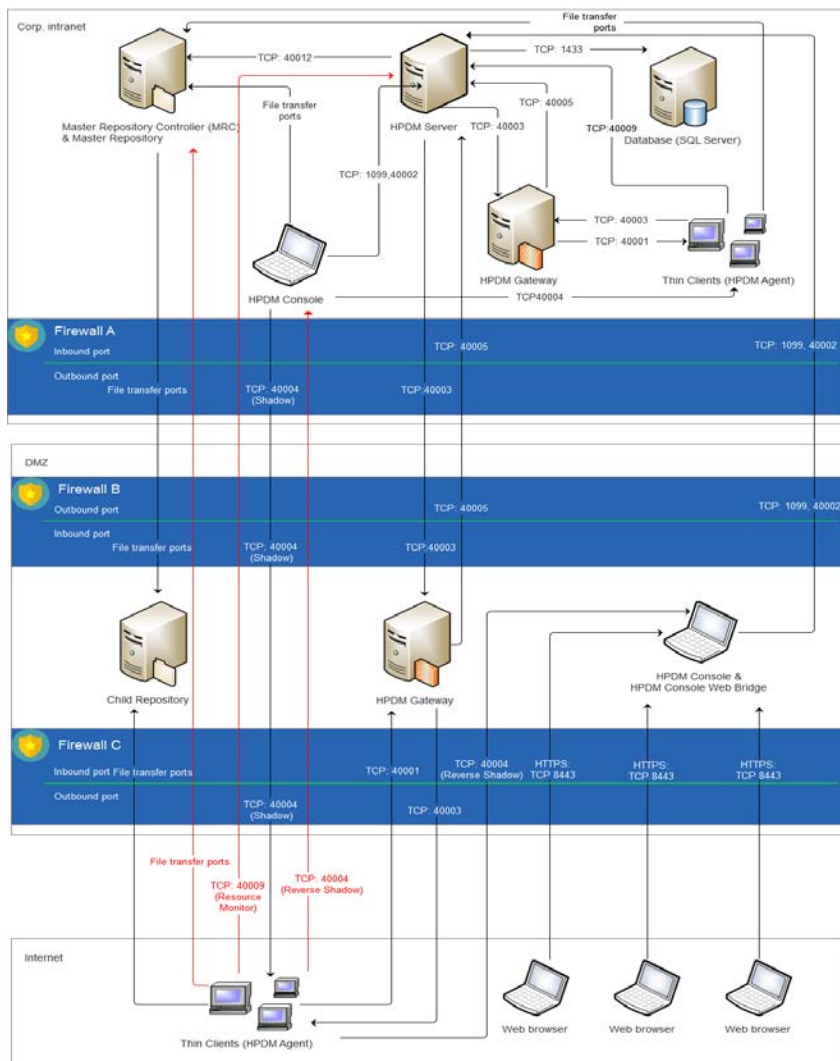 Corp. intranet
File transfer
ports
TCP: 40012
TCP: 1433
File transfer
ports
TCP: 40005
TCP: 40003
TCP:40009
Master Repository Controller (MRC)
& Master Repository
HPDM Server
Database (SQL Server)
TCP: 1099,40002
TCP: 40003
TCP: 40001
HPDM Gateway
Thin Clients (HPDM Agent)
HPDM Console
TCP40004
Firewall A
Inbound port
TCP: 40005
TCP: 1099, 40002
Outbound port
File transfer ports
TCP: 40004
(Shadow)
TCP:40003
DMZ
Firewall B
Outbound port
TCP: 40005
TCP: 1099, 40002
Inbound port
File transfer ports
TCP: 40004
(Shadow)
TCP:40003
Child Repository
HPDM Gateway
HPDM Console &
HPDM Console Web Bridge
Firewall C
Inbound port
File transfer ports
TCP: 40001
TCP: 40004
(Reverse Shadow)
HTTPS:
TCP 8443
HTTPS:
TCP 8443
HTTPS:
TCP 8443
Outbound port
TCP: 40004
(Shadow)
TCP: 40003
File transfer ports
TCP: 40009
(Resource
Monitor)
TCP: 40004
(Reverse Shadow)
Internet
Thin Clients (HPDM Agent)
Web browser
Web browser
Web browser